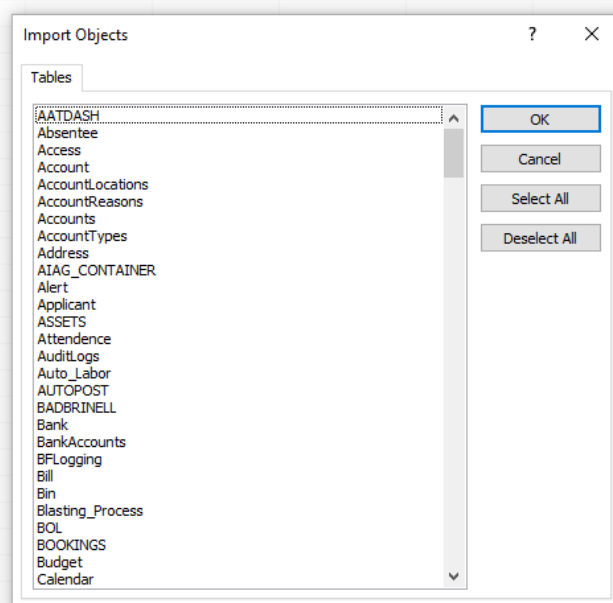 Import Objects ?
Tables
AATDASH
Absentee
Access
Account
AccountLocations
AccountReasons
Accounts
AccountTypes
Address
AIAG_CONTAINER
Alert
Applicant
ASSETS
Attendence
AuditLogs
Auto_Labor
AUTOPOST
BADBRINELL
Bank
BankAccounts
BFLogging
Bill
Bin
Blasting_Process
BOL
BOOKINGS
Budget
Calendar
OK
Cancel
Select All
Deselect All